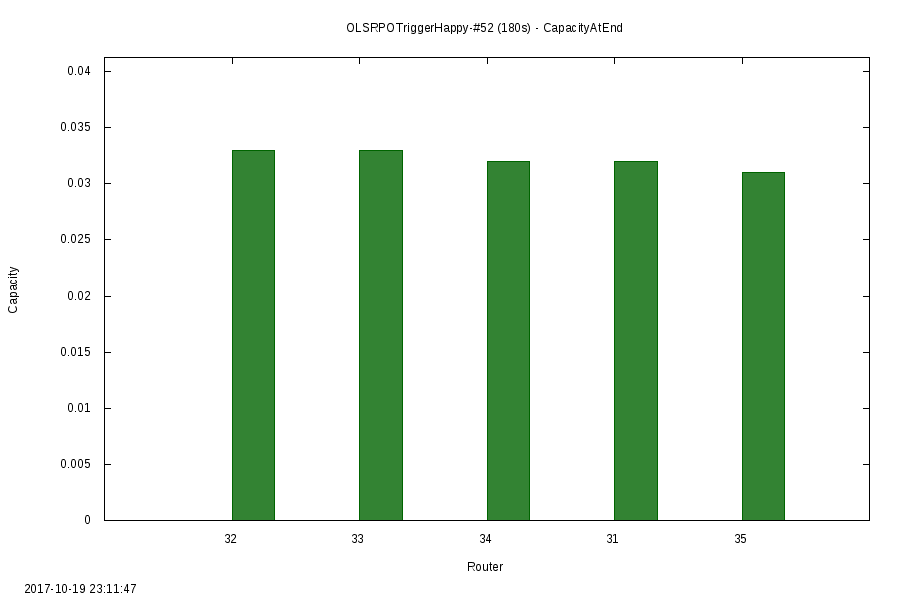 OLSRPOTriggerHappy-#52 (180s) - CapacityAtEnd
0.04
0.035
0.03
0.025
0.02
0.015
0.01
0.005
0
Capacity
32 33 34 31 35
Router
2017-10-19 23:11:47